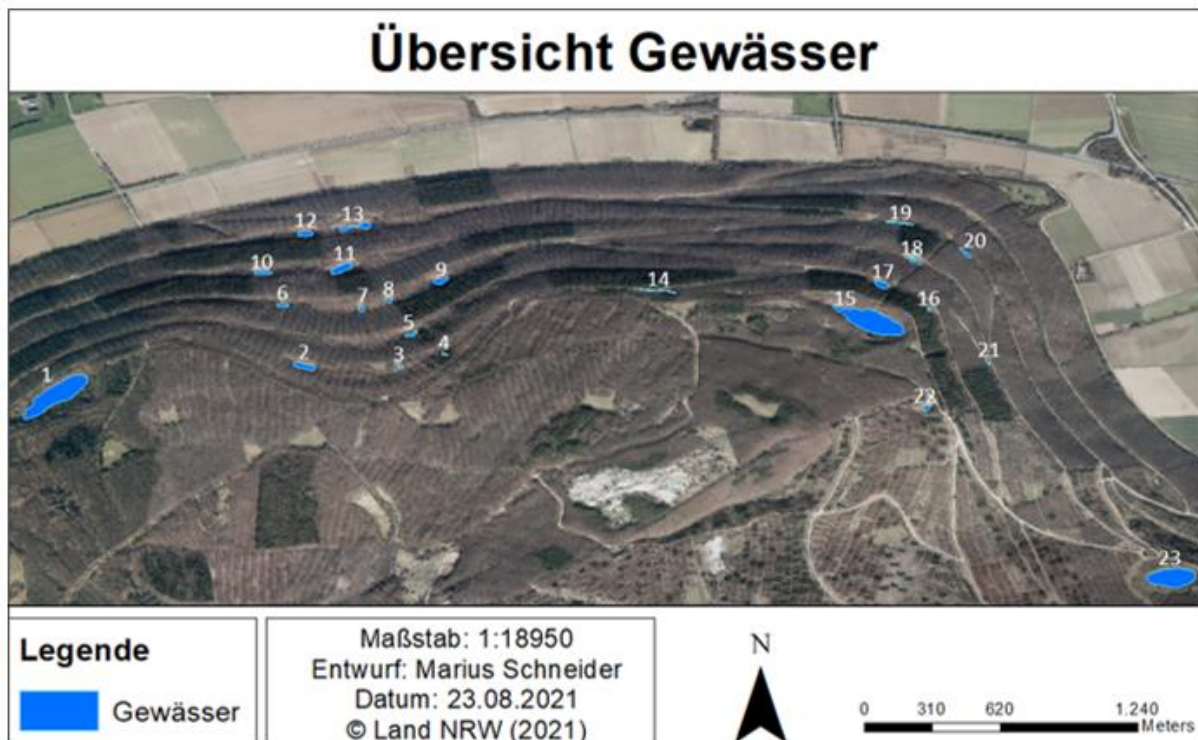 Übersicht Gewässer
12
13
19
10
11
18
20
9
17
6
7
8
14
15
16
5
4
2
3
21
1
22
23
Legende
Gewässer
Maßstab: 1:18950
Entwurf: Marius Schneider
Datum: 23.08.2021
© Land NRW (2021)
N
0 310 620 1.240
Meters